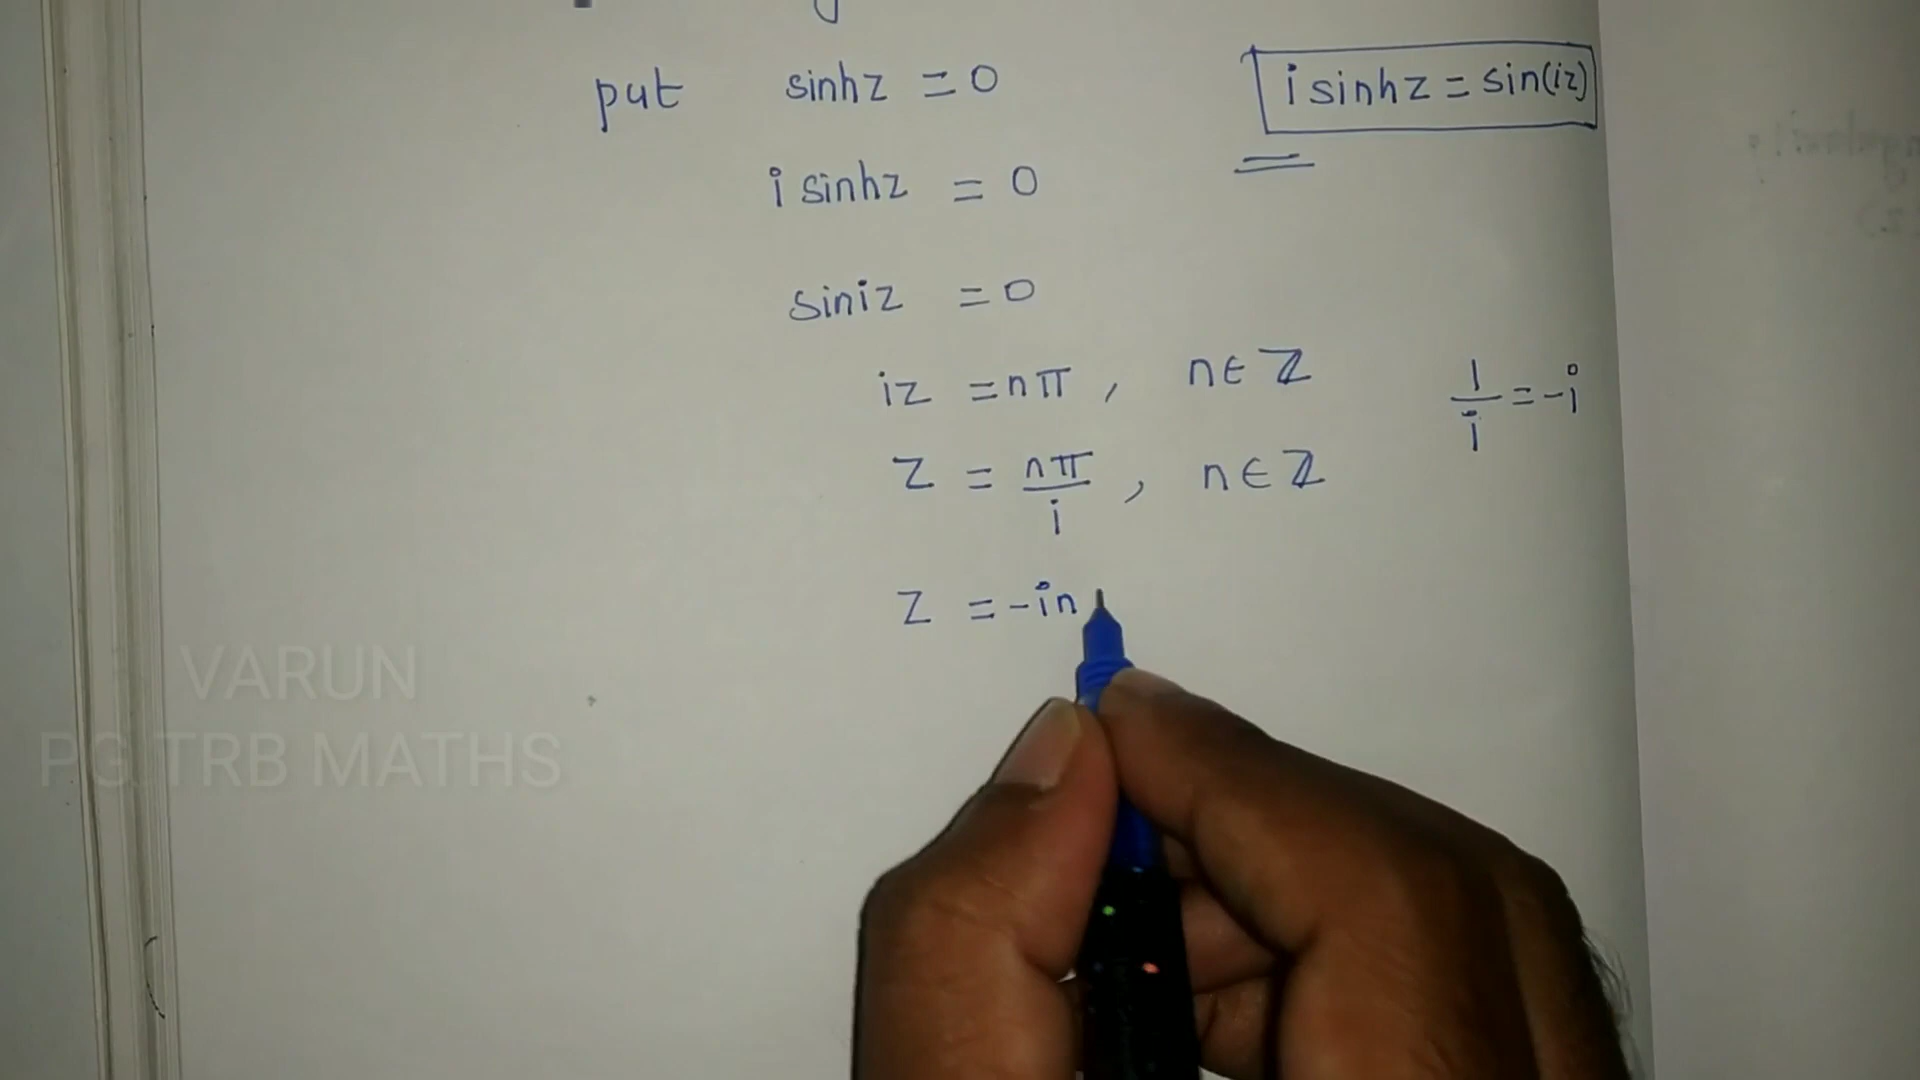 put sinhz = 0
i sinhz = sin(iz)
i sinhz = 0
siniz = 0
iz = nπ , n ∈ ℤ
1/i = -i
z = nπ/i , n ∈ ℤ
z = -in
VARUN
PG TRB MATHS